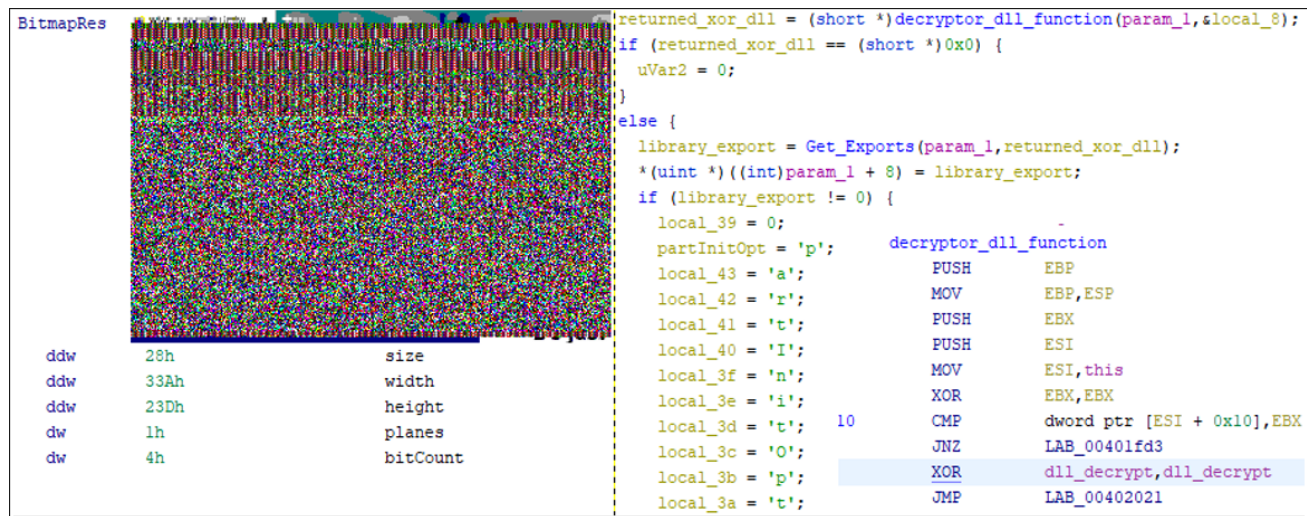 BitmapRes
ddw 28h size
ddw 33Ah width
ddw 23Dh height
dw 1h planes
dw 4h bitCount
returned_xor_dll = (short *)decryptor_dll_function(param_1,&local_8);
if (returned_xor_dll == (short *)0x0) {
uVar2 = 0;
}
else {
library_export = Get_Exports(param_1,returned_xor_dll);
*(uint *)((int)param_1 + 8) = library_export;
if (library_export != 0) {
local_39 = 0;
partInitOpt = 'p';
local_43 = 'a';
local_42 = 'r';
local_41 = 't';
local_40 = 'I';
local_3f = 'n';
local_3e = 'i';
local_3d = 't';
local_3c = 'O';
local_3b = 'p';
local_3a = 't';
decryptor_dll_function
PUSH EBP
MOV EBP,ESP
PUSH EBX
PUSH ESI
MOV ESI,this
XOR EBX,EBX
10 CMP dword ptr [ESI + 0x10],EBX
JNZ LAB_00401fd3
XOR dll_decrypt,dll_decrypt
JMP LAB_00402021